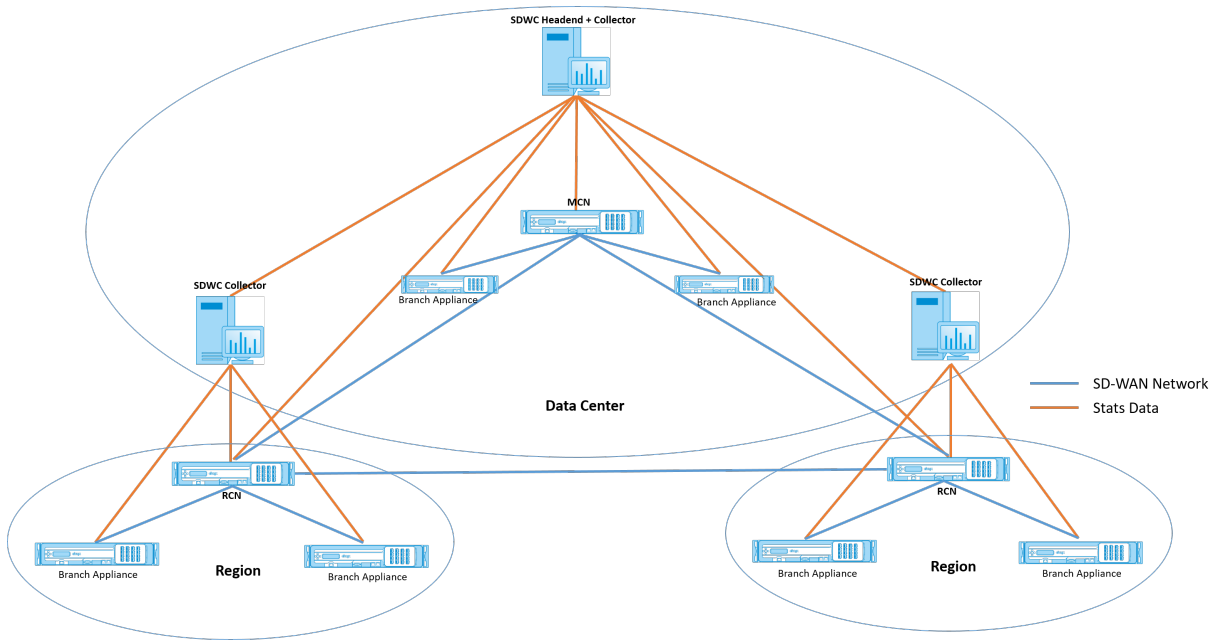 SDWC Headend + Collector
MCN
Branch Appliance
Branch Appliance
SDWC Collector
SDWC Collector
SD-WAN Network
Stats Data
Data Center
RCN
RCN
Branch Appliance
Region
Branch Appliance
Branch Appliance
Region
Branch Appliance